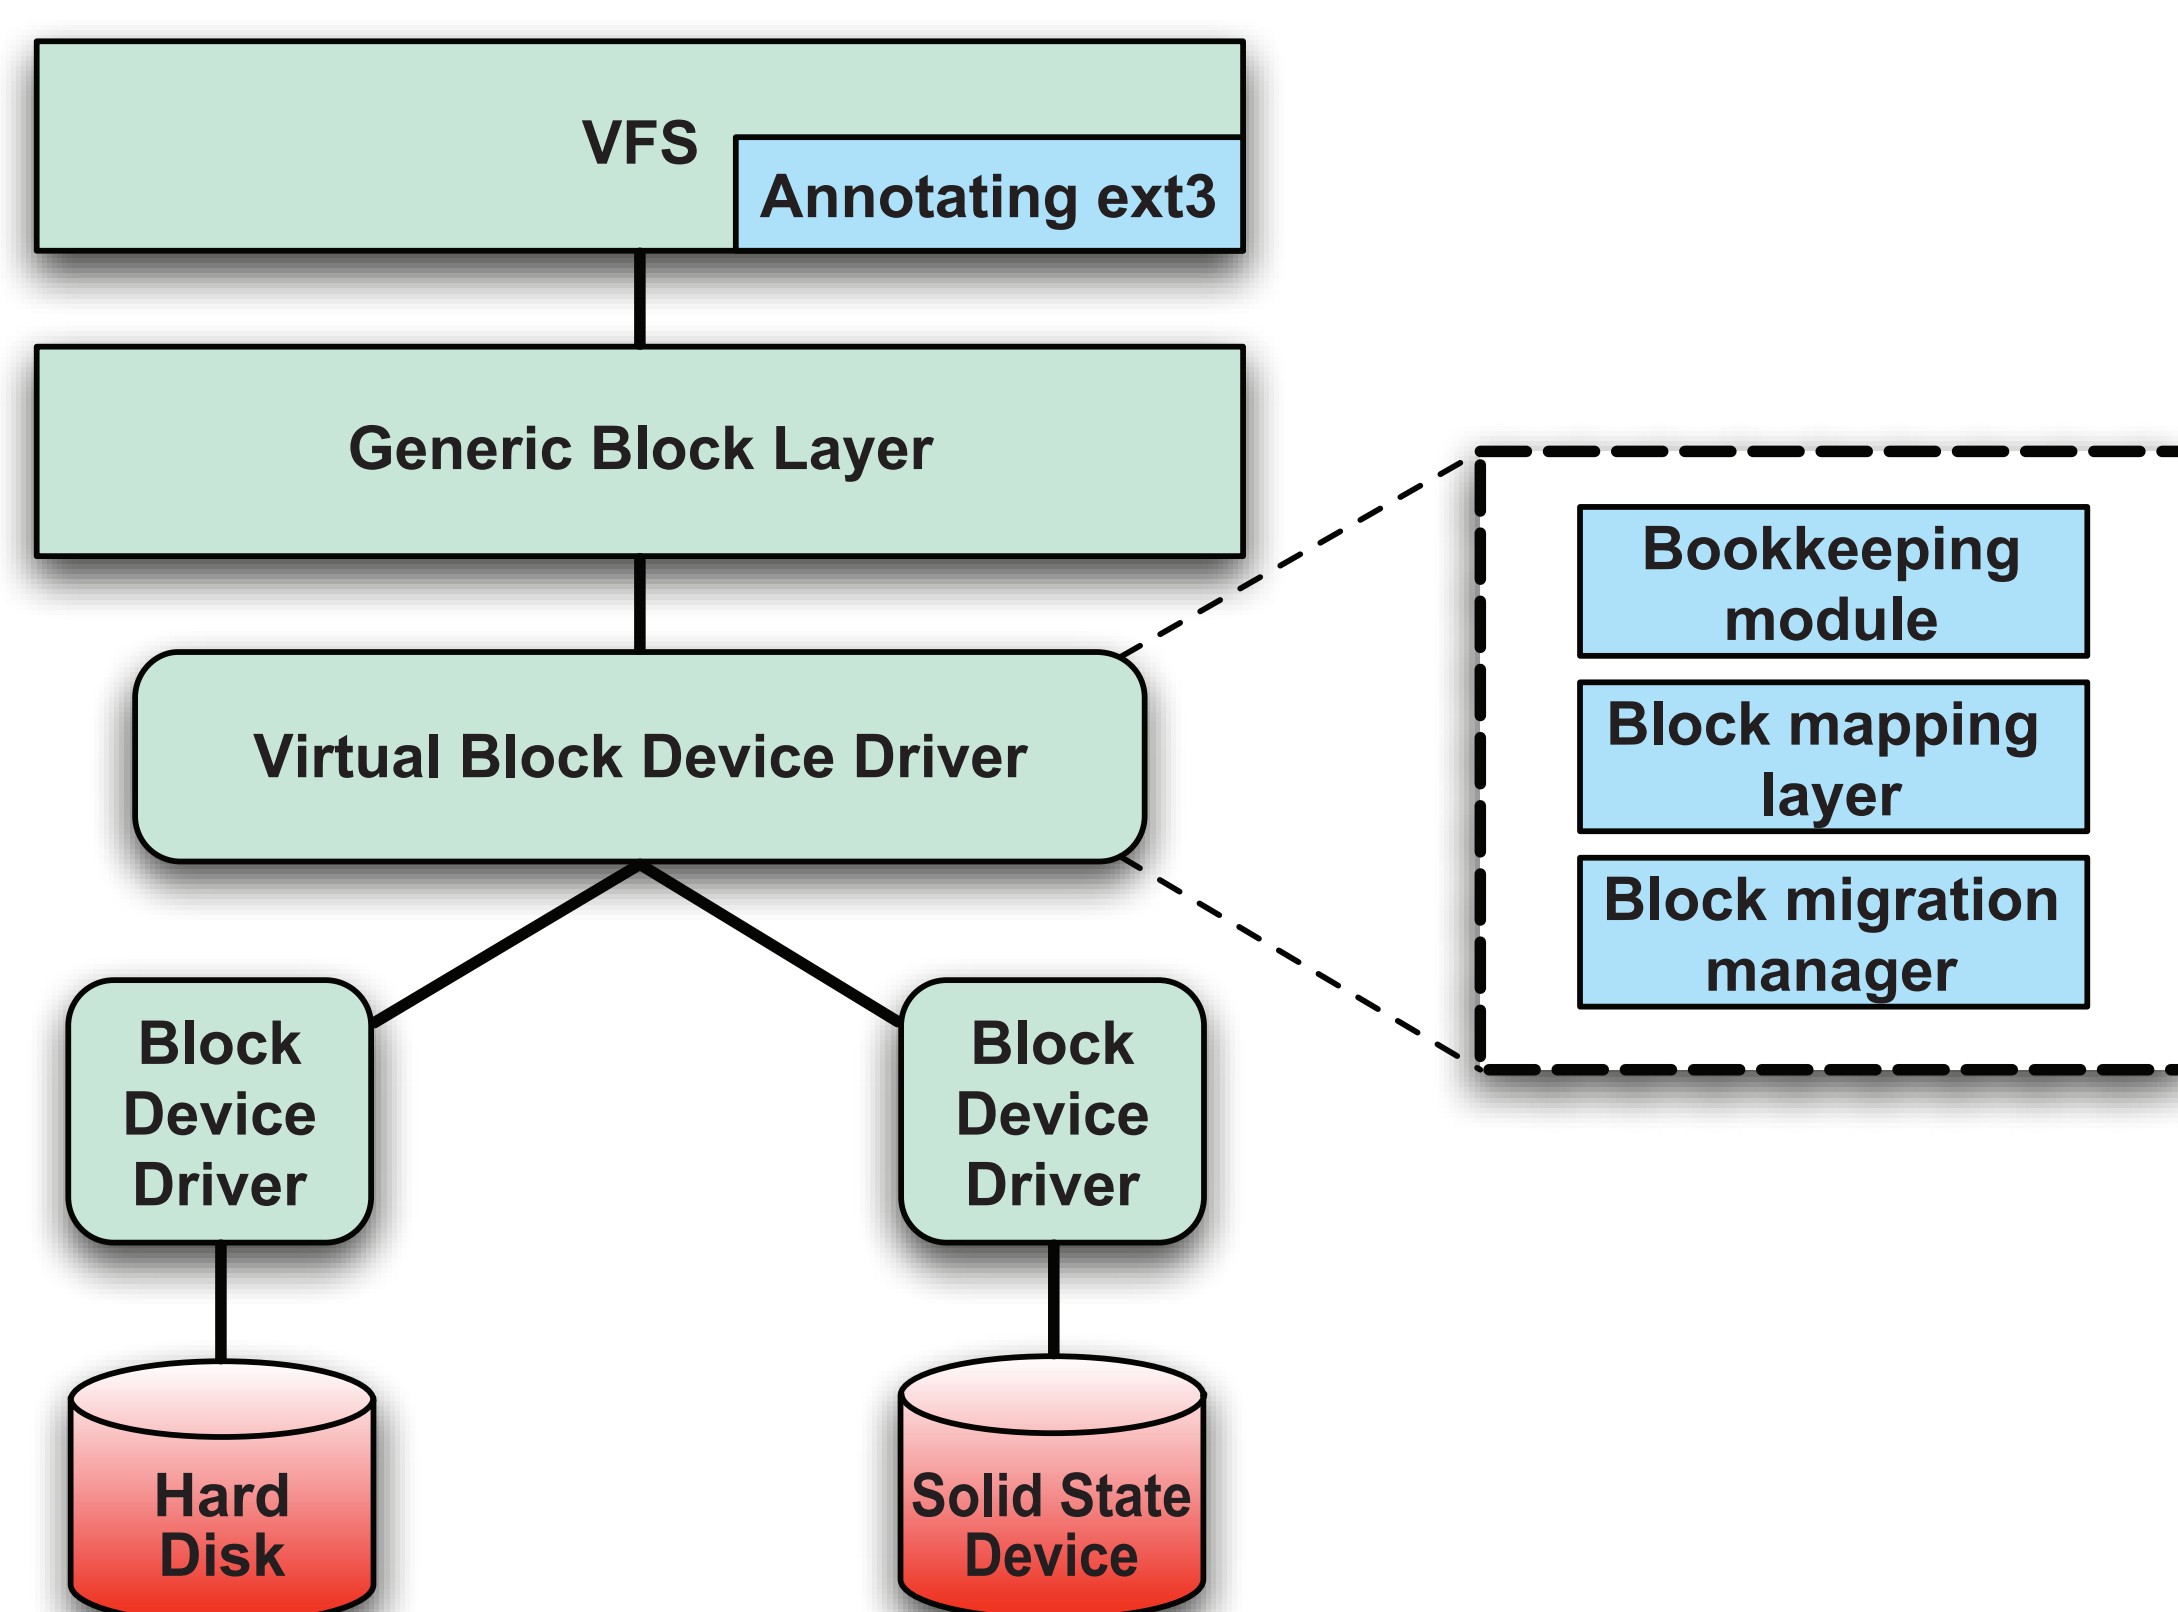 VFS
Annotating ext3
Generic Block Layer
Bookkeeping
module
Block mapping
layer
Block migration
manager
Virtual Block Device Driver
Block
Device
Driver
Block
Device
Driver
Hard
Disk
Solid State
Device